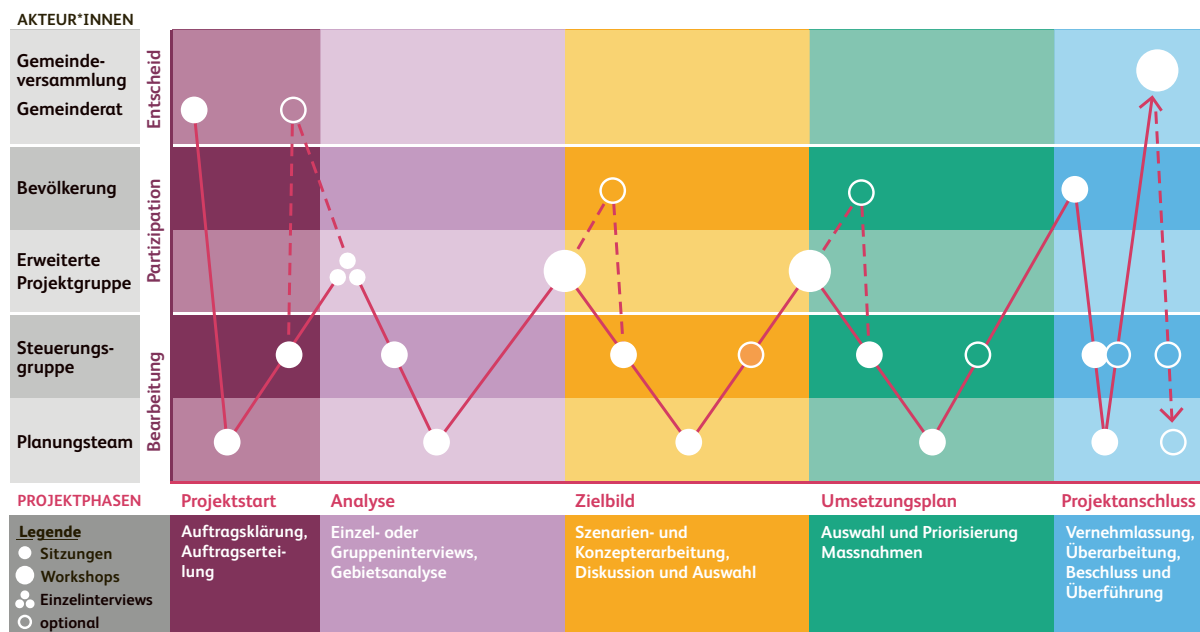 AKTEUR*INNEN
Gemeinde-
versammlung
Gemeinderat
Entscheid
Bevölkerung
Erweiterte
Projektgruppe
Partizipation
Steuerungs-
gruppe
Planungsteam
Bearbeitung
PROJEKTPHASEN
Projektstart
Analyse
Zielbild
Umsetzungsplan
Projektanschluss
Legende
Sitzungen
Workshops
Einzelinterviews
optional
Auftragsklärung,
Auftragsertei-
lung
Einzel- oder
Gruppeninterviews,
Gebietsanalyse
Szenarien- und
Konzepterarbeitung,
Diskussion und Auswahl
Auswahl und Priorisierung
Massnahmen
Vernehmlassung,
Überarbeitung,
Beschluss und
Überführung